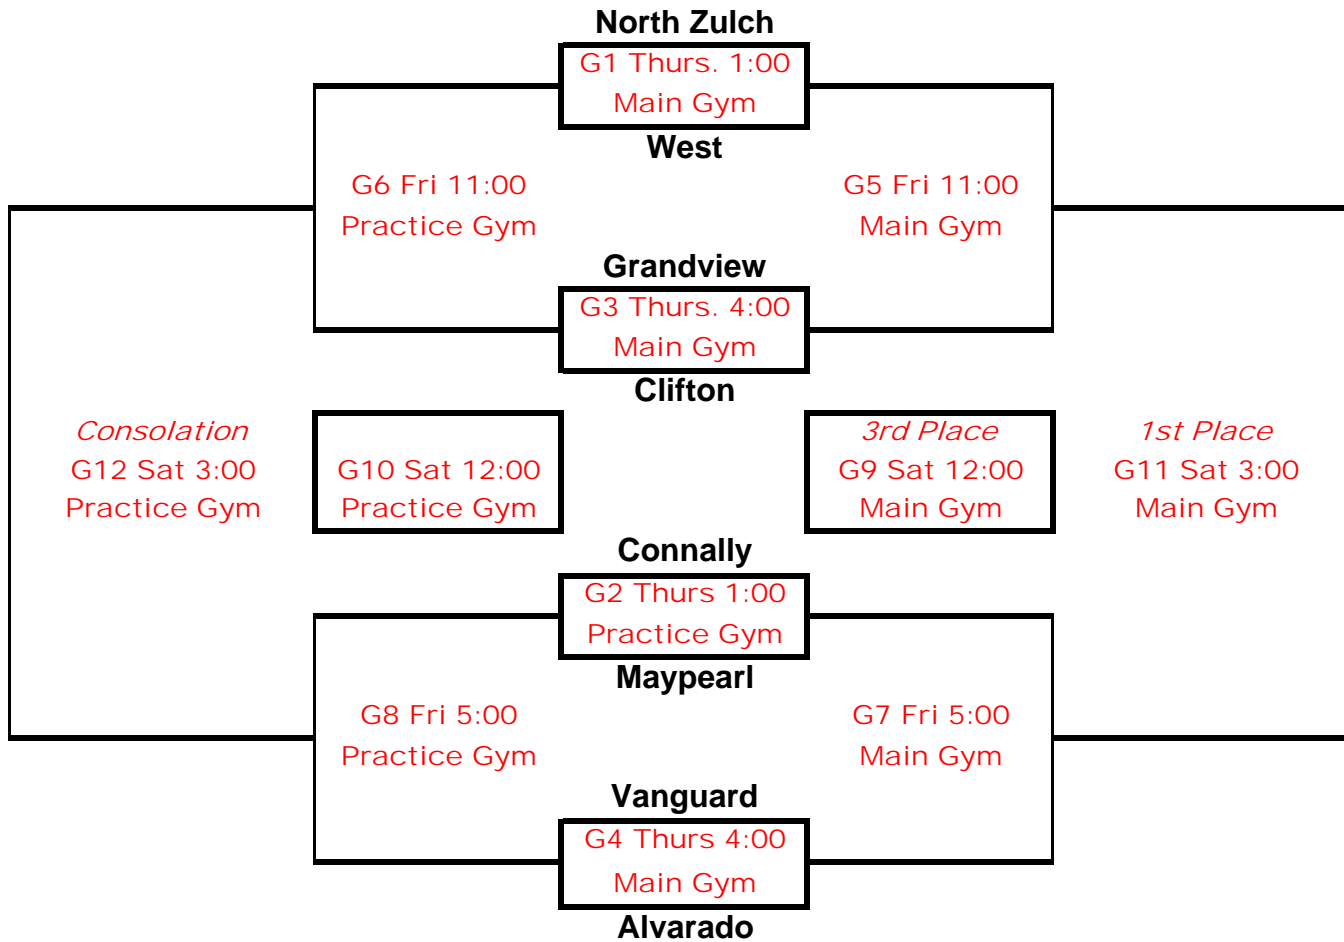 North Zulch
G1 Thurs. 1:00
Main Gym
West
G6 Fri 11:00
Practice Gym
G5 Fri 11:00
Main Gym
Grandview
G3 Thurs. 4:00
Main Gym
Clifton
Consolation
G12 Sat 3:00
Practice Gym
G10 Sat 12:00
Practice Gym
3rd Place
G9 Sat 12:00
Main Gym
1st Place
G11 Sat 3:00
Main Gym
Connally
G2 Thurs 1:00
Practice Gym
Maypearl
G8 Fri 5:00
Practice Gym
G7 Fri 5:00
Main Gym
Vanguard
G4 Thurs 4:00
Main Gym
Alvarado